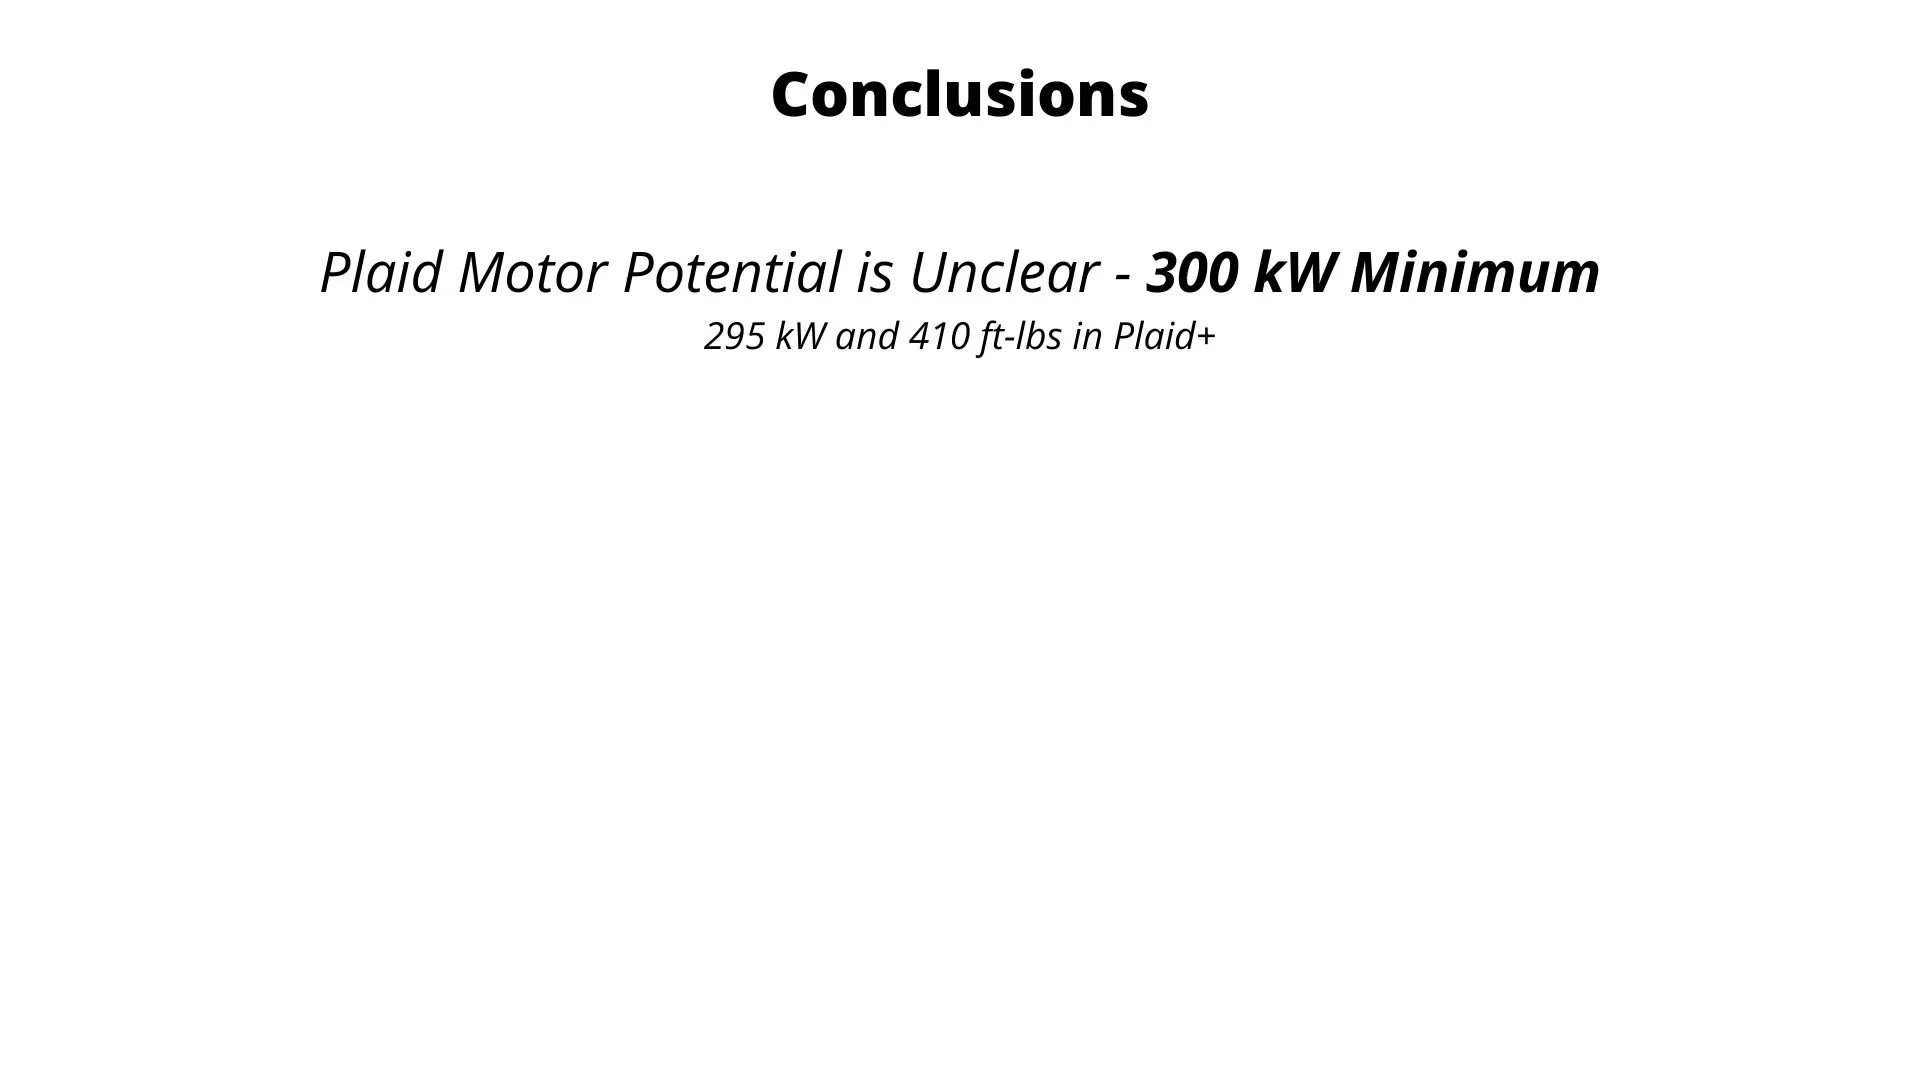 Conclusions
Plaid Motor Potential is Unclear - 300 kW Minimum
295 kW and 410 ft-lbs in Plaid+